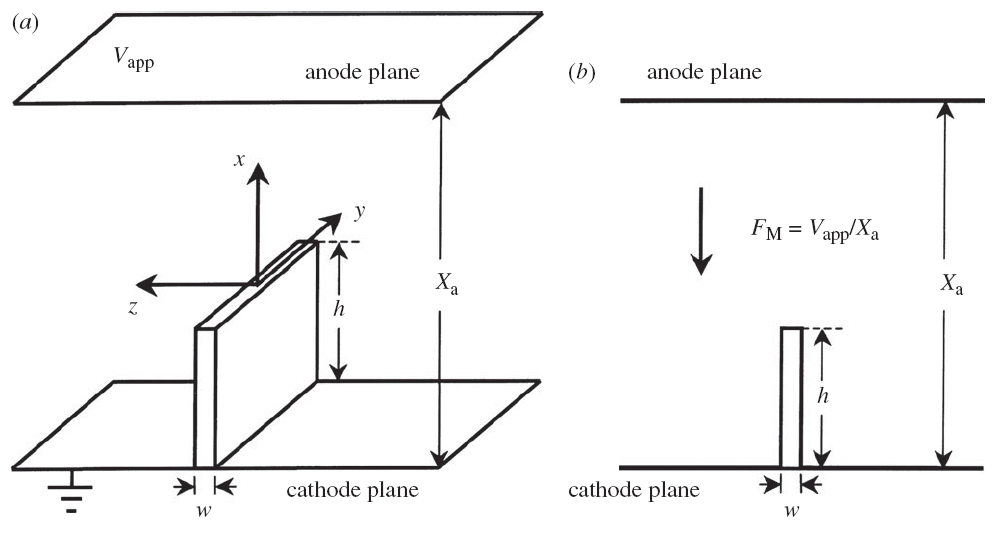 (a)
V_app
anode plane
x
y
z
h
X_a
cathode plane
w
(b)
anode plane
F_M = V_app/X_a
X_a
h
cathode plane
w